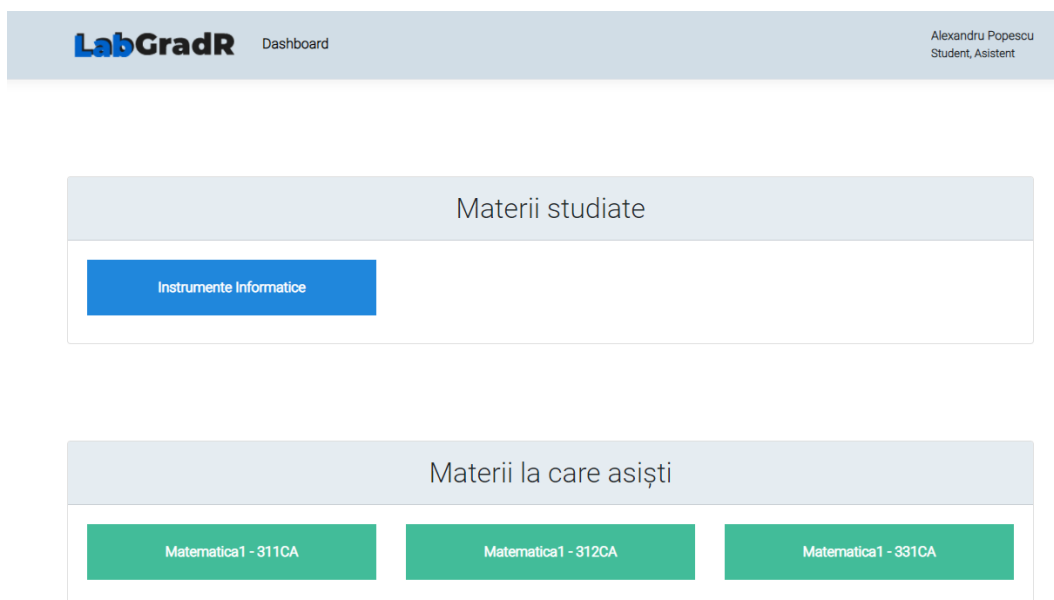 LabGradR Dashboard
Alexandru Popescu
Student, Asistent
Materii studiate
Instrumente Informatice
Materii la care asiști
Matematica1 - 311CA
Matematica1 - 312CA
Matematica1 - 331CA